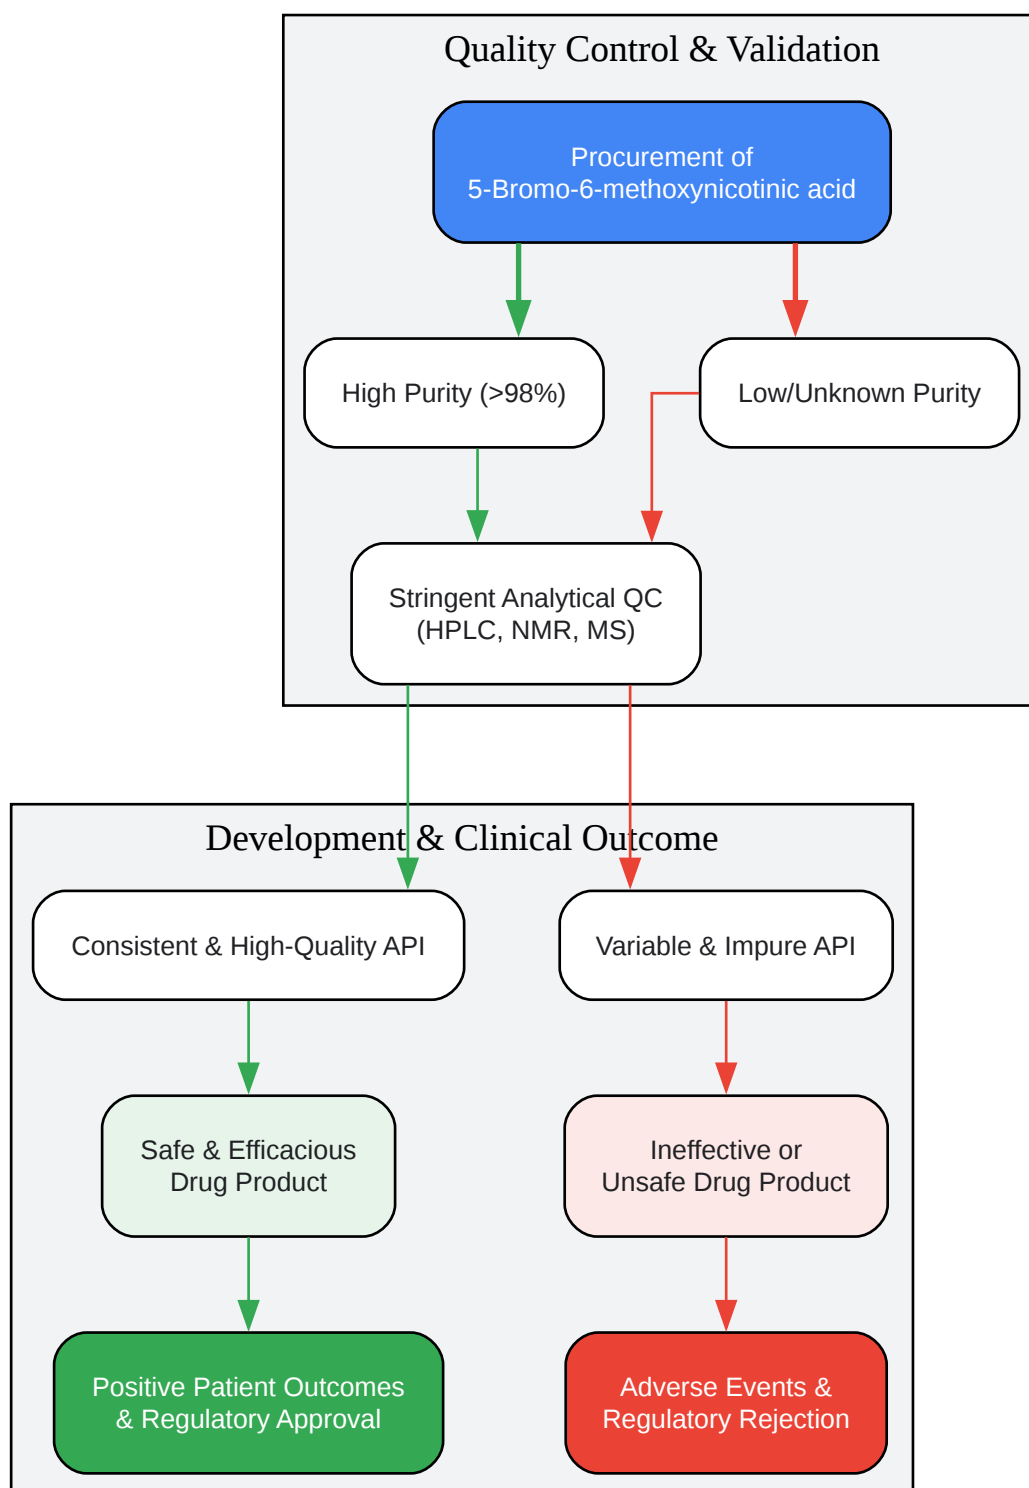 Quality Control & Validation
Procurement of
5-Bromo-6-methoxynicotinic acid
High Purity (>98%)
Low/Unknown Purity
Stringent Analytical QC
(HPLC, NMR, MS)
Development & Clinical Outcome
Consistent & High-Quality API
Variable & Impure API
Safe & Efficacious
Drug Product
Ineffective or
Unsafe Drug Product
Positive Patient Outcomes
& Regulatory Approval
Adverse Events &
Regulatory Rejection